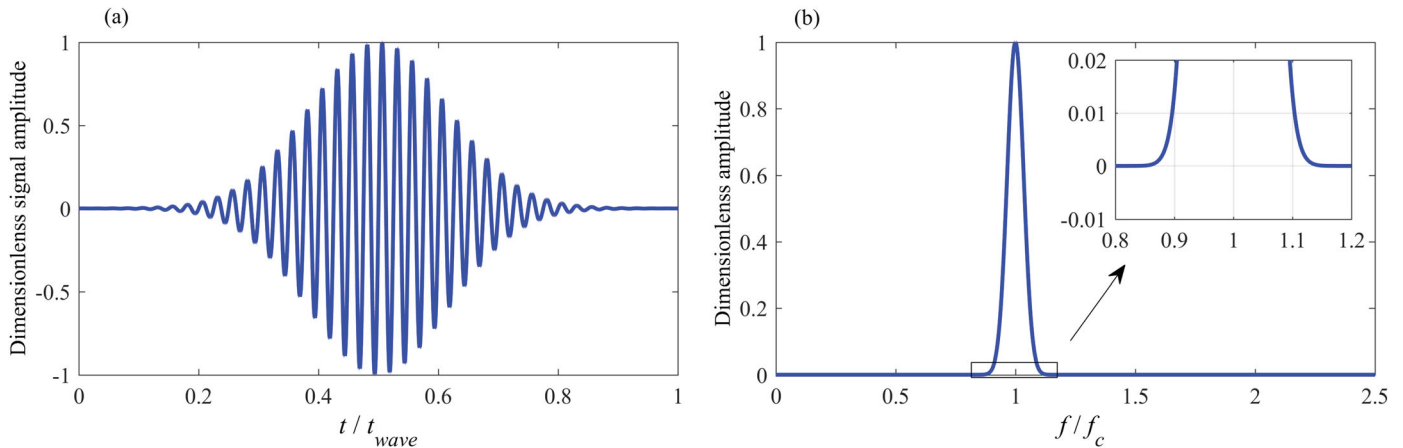 (a)
Dimensionlenss signal amplitude
1
0.5
0
-0.5
-1
0 0.2 0.4 0.6 0.8 1
t / t_wave
(b)
Dimensionlenss amplitude
1
0.8
0.6
0.4
0.2
0
0 0.5 1 1.5 2 2.5
f / f_c
0.02
0.01
0
-0.01
0.8 0.9 1 1.1 1.2